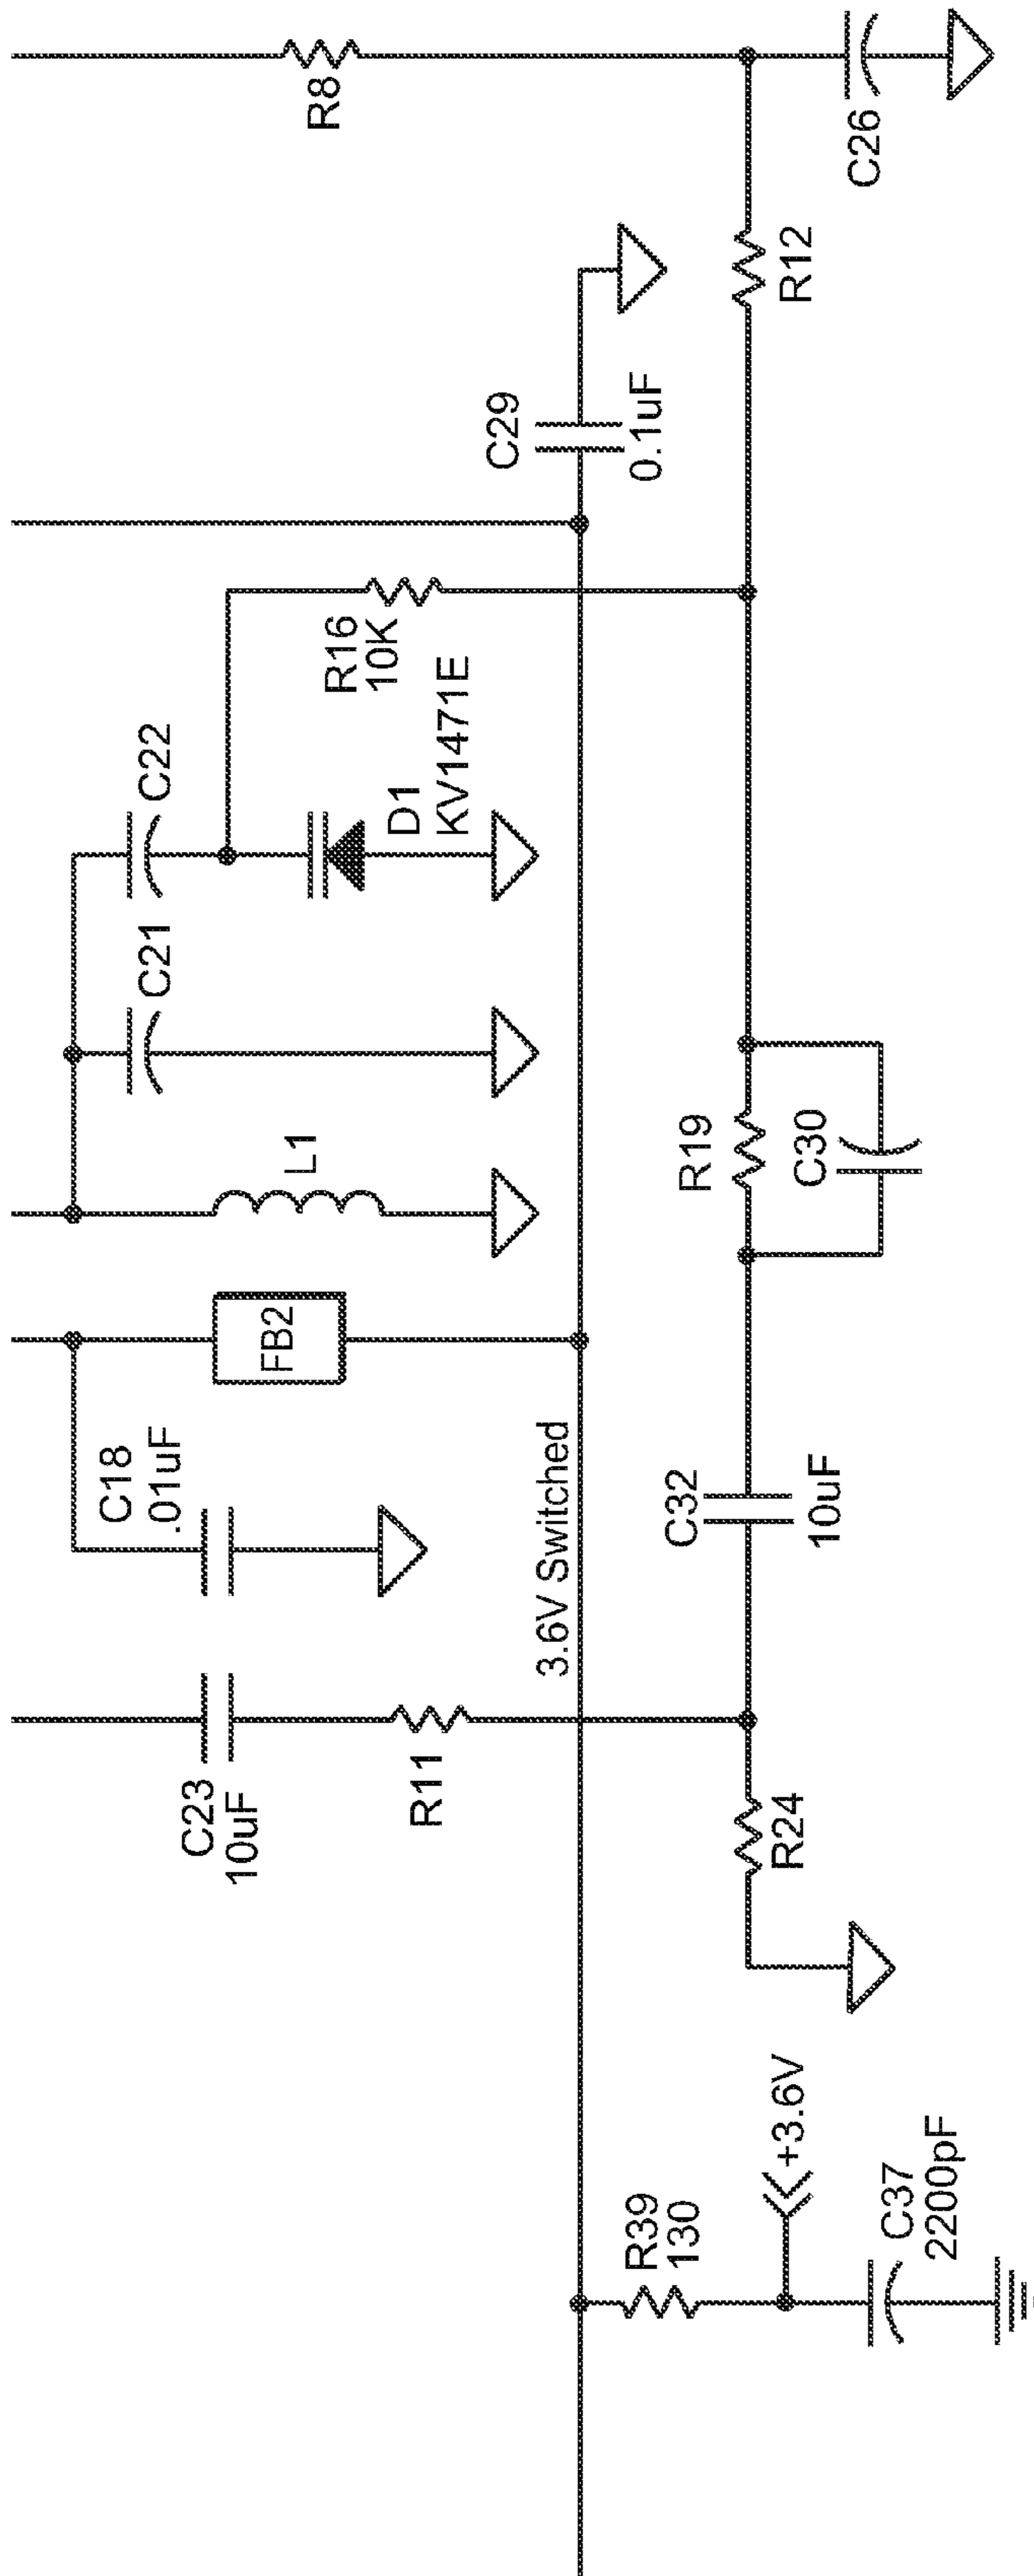 R8
C26
R12
C29
0.1uF
R16
10K
C22
D1
KV1471E
C21
L1
R19
C30
FB2
C18
.01uF
3.6V Switched
C32
10uF
C23
10uF
R11
R24
+3.6V
R39
130
C37
2200pF